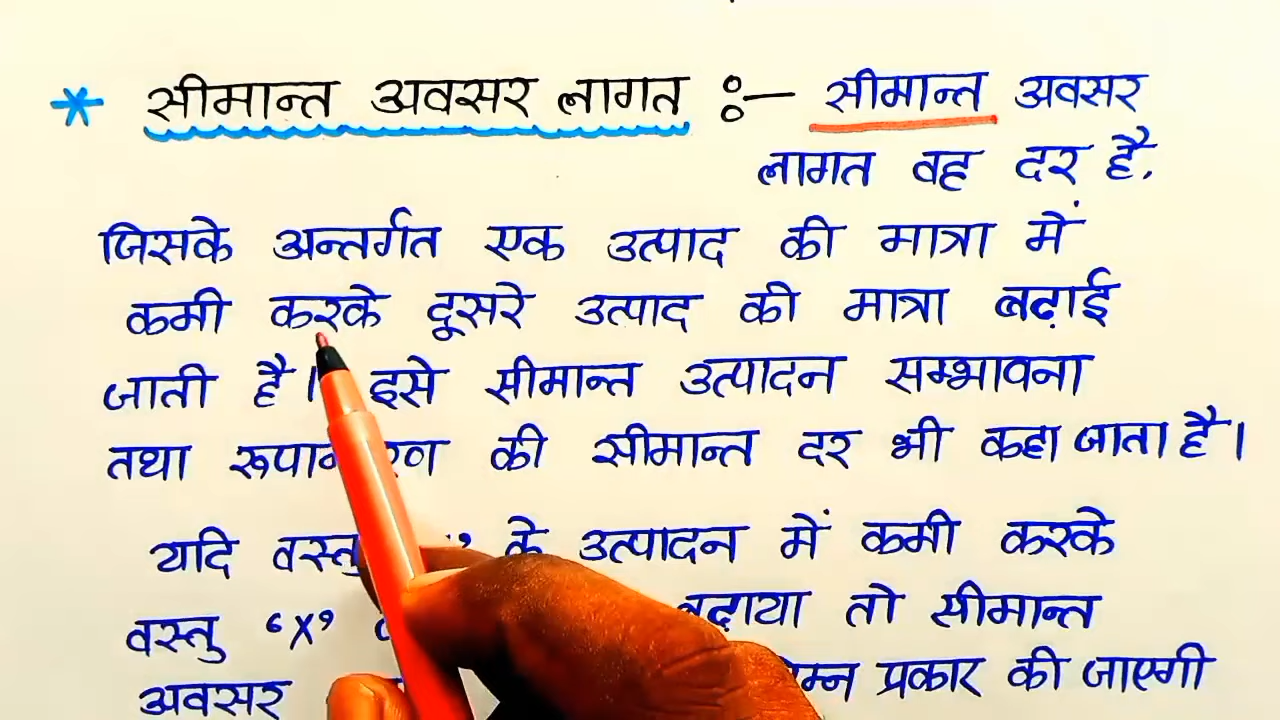 * सीमान्त अवसर लागत :— सीमान्त अवसर
लागत वह दर है,
जिसके अन्तर्गत एक उत्पाद की मात्रा में
कमी करके दूसरे उत्पाद की मात्रा बढ़ाई
जाती है। इसे सीमान्त उत्पादन सम्भावना
तथा की सीमान्त दर भी कहा जाता है।
यदि वस्तु के उत्पादन में कमी करके
वस्तु ‘X’ बढ़ाया तो सीमान्त
अवसर प्रकार की जाएगी